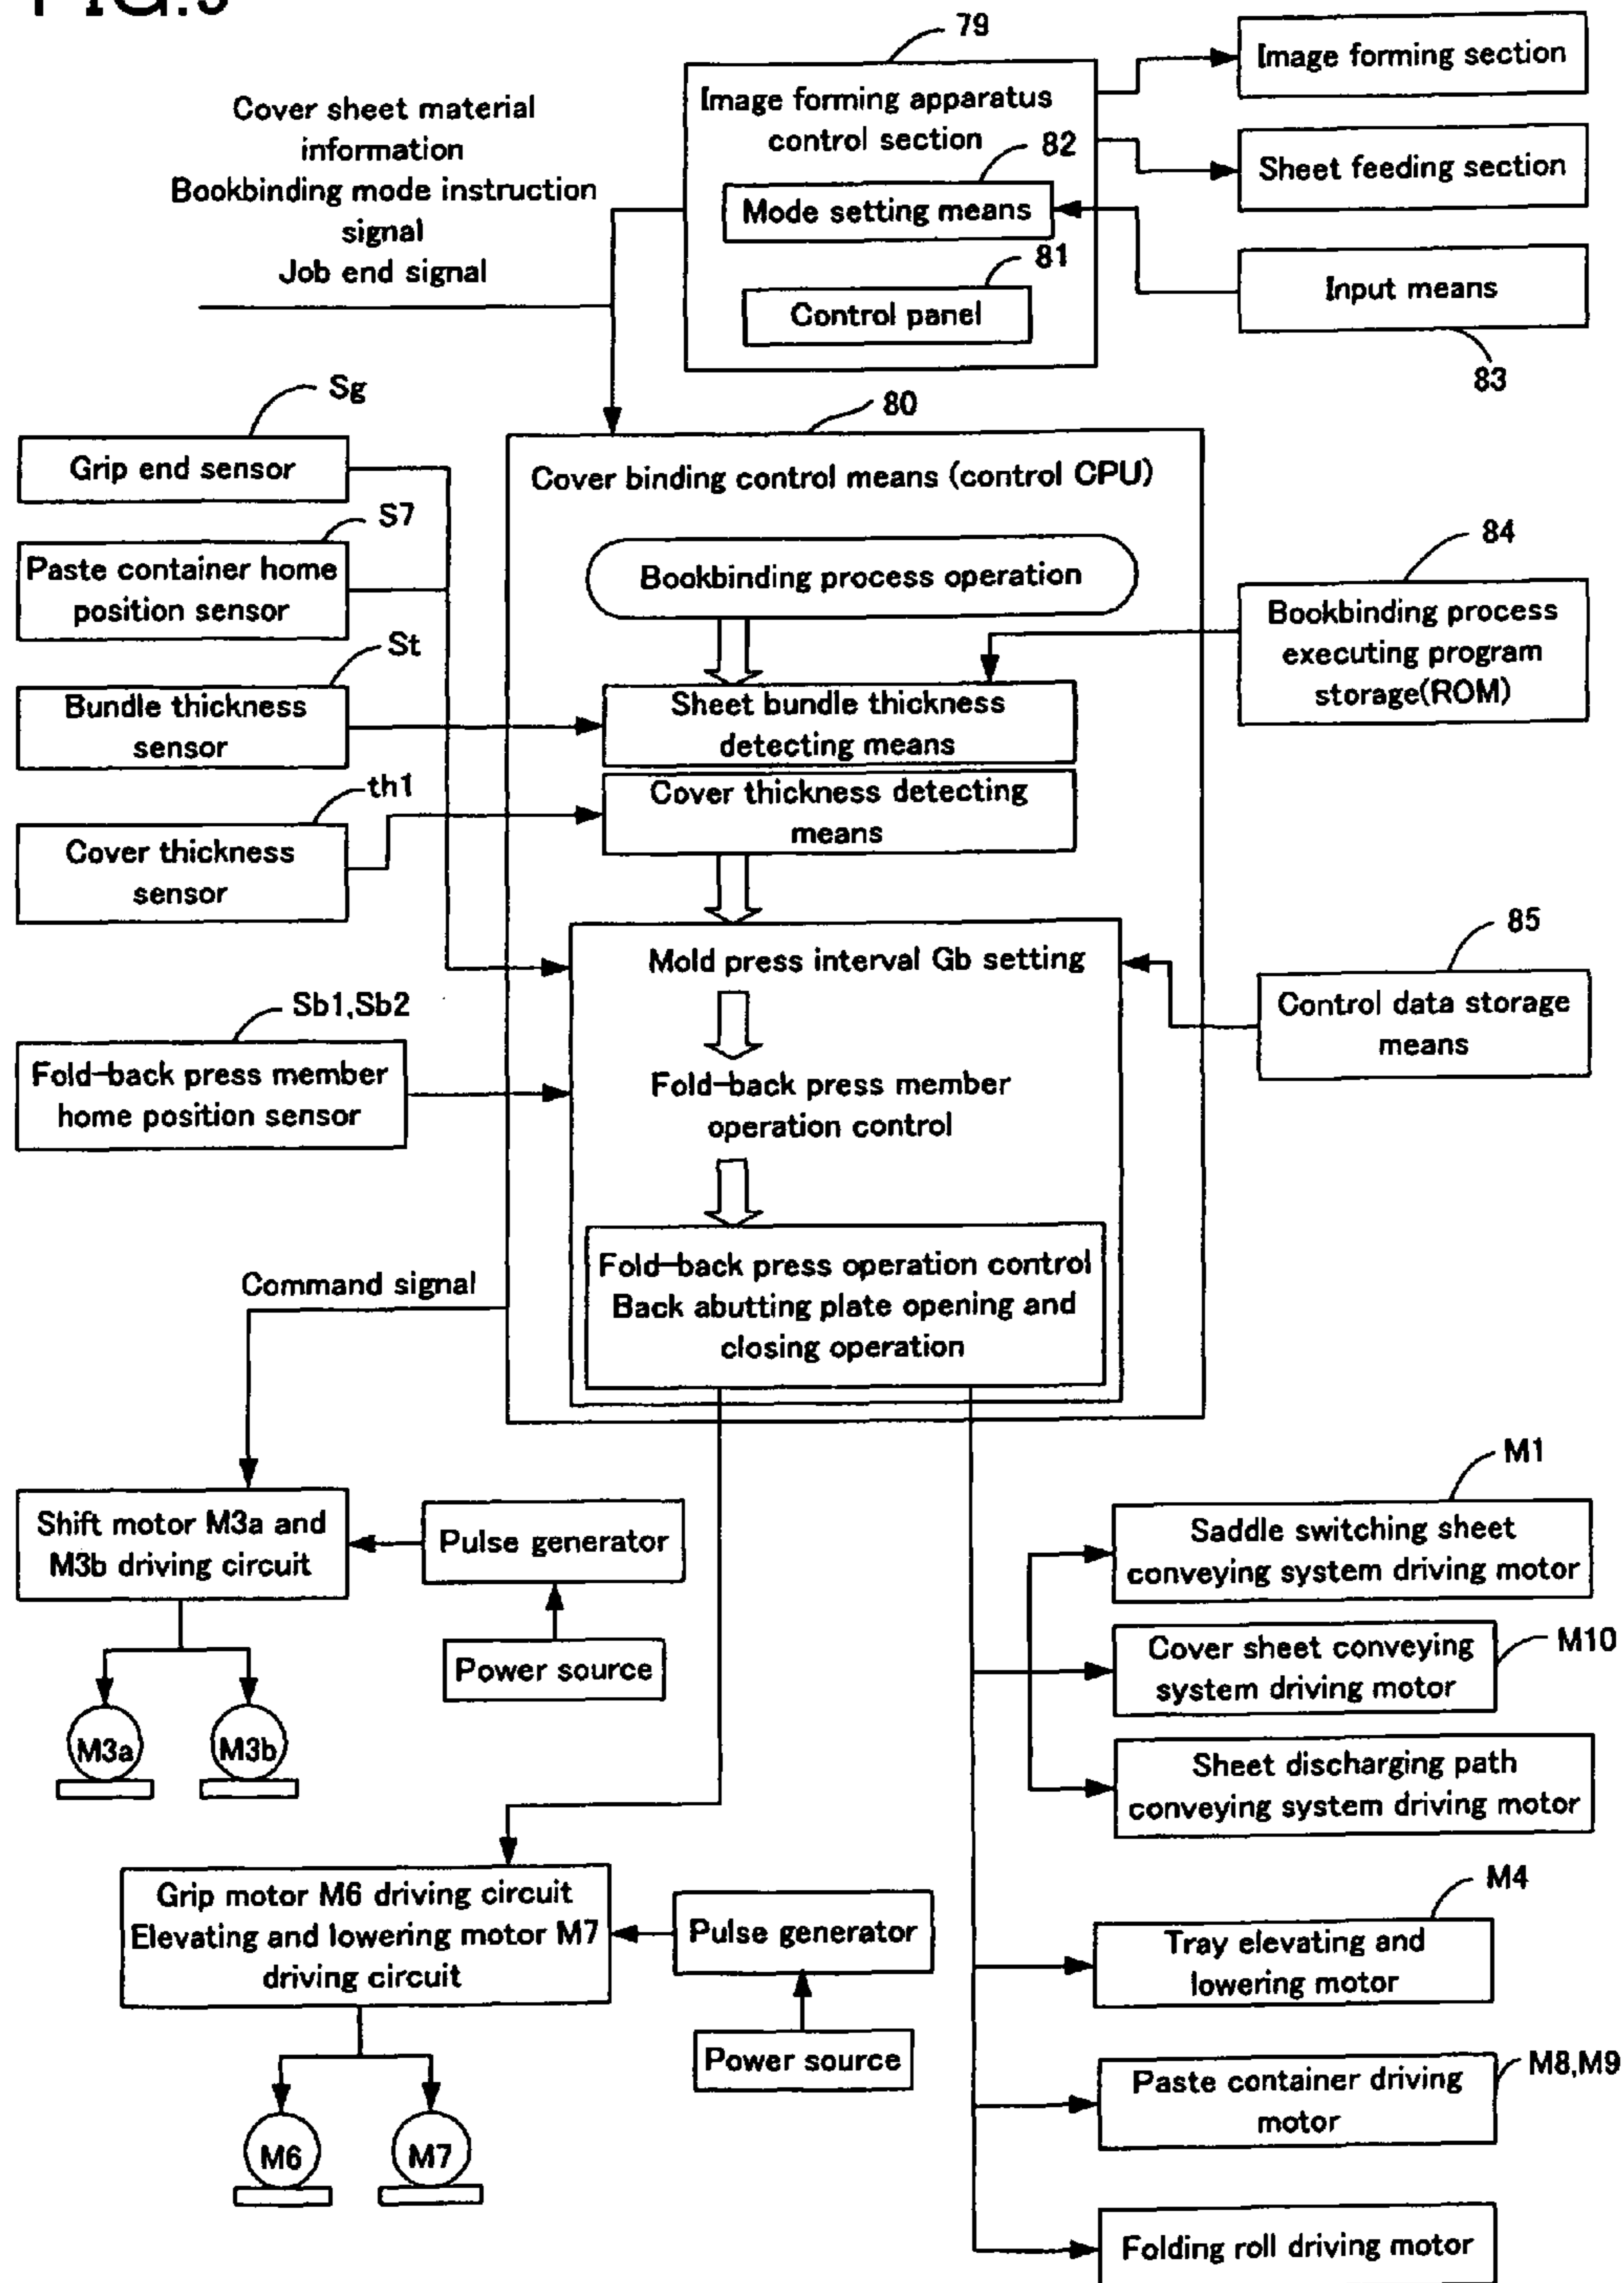 79
Image forming section
Image forming apparatus
control section
82
Mode setting means
81
Control panel
Sheet feeding section
Input means
83
Cover sheet material
information
Bookbinding mode instruction
signal
Job end signal
Sg
Grip end sensor
S7
Paste container home
position sensor
St
Bundle thickness
sensor
th1
Cover thickness
sensor
Sb1,Sb2
Fold-back press member
home position sensor
80
Cover binding control means (control CPU)
Bookbinding process operation
Sheet bundle thickness
detecting means
Cover thickness detecting
means
Mold press interval Gb setting
Fold-back press member
operation control
Fold-back press operation control
Back abutting plate opening and
closing operation
84
Bookbinding process
executing program
storage(ROM)
85
Control data storage
means
Command signal
Shift motor M3a and
M3b driving circuit
Pulse generator
Power source
M3a
M3b
Grip motor M6 driving circuit
Elevating and lowering motor M7
driving circuit
Pulse generator
Power source
M6
M7
M1
Saddle switching sheet
conveying system driving motor
Cover sheet conveying
system driving motor
M10
Sheet discharging path
conveying system driving motor
M4
Tray elevating and
lowering motor
Paste container driving
motor
M8,M9
Folding roll driving motor